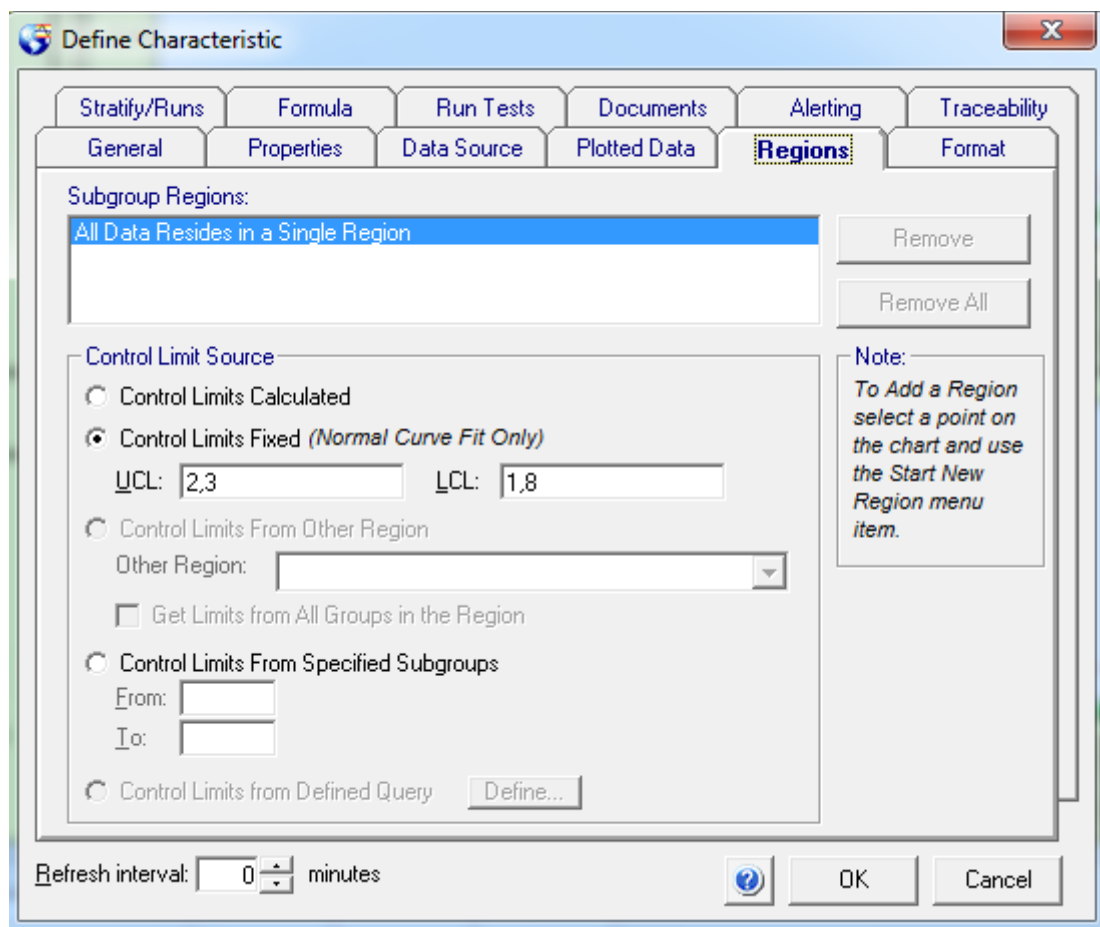 Define Characteristic
Stratify/Runs Formula Run Tests Documents Alerting Traceability
General Properties Data Source Plotted Data Regions Format
Subgroup Regions:
All Data Resides in a Single Region
Remove
Remove All
Control Limit Source
Control Limits Calculated
Control Limits Fixed (Normal Curve Fit Only)
UCL: 2,3 LCL: 1,8
Control Limits From Other Region
Other Region:
Get Limits from All Groups in the Region
Control Limits From Specified Subgroups
From:
To:
Control Limits from Defined Query Define...
Note:
To Add a Region
select a point on
the chart and use
the Start New
Region menu
item.
Refresh interval: 0 minutes
OK Cancel